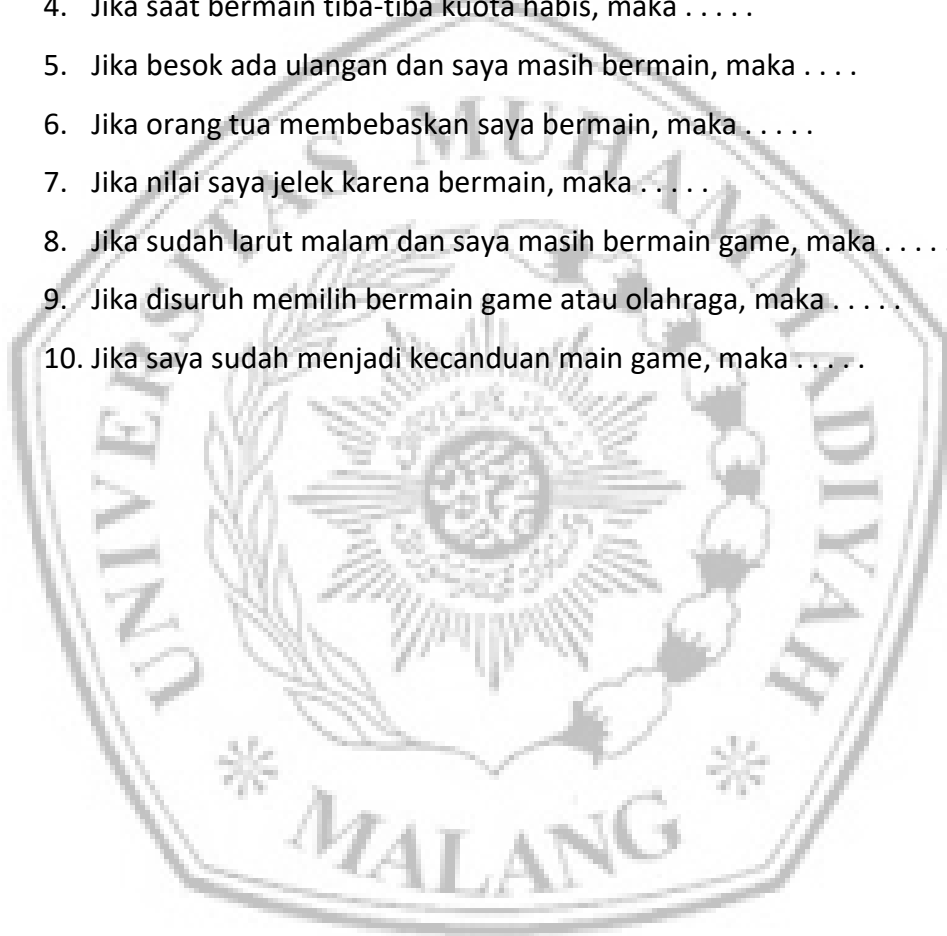 4. Jika saat bermain tiba-tiba kuota habis, maka . . . . .
5. Jika besok ada ulangan dan saya masih bermain, maka . . . .
6. Jika orang tua membebaskan saya bermain, maka . . . . .
7. Jika nilai saya jelek karena bermain, maka . . . . .
8. Jika sudah larut malam dan saya masih bermain game, maka . . . . .
9. Jika disuruh memilih bermain game atau olahraga, maka . . . . .
10. Jika saya sudah menjadi kecanduan main game, maka . . . . .
UNIVERSITAS MUHAMMADIYAH
MALANG